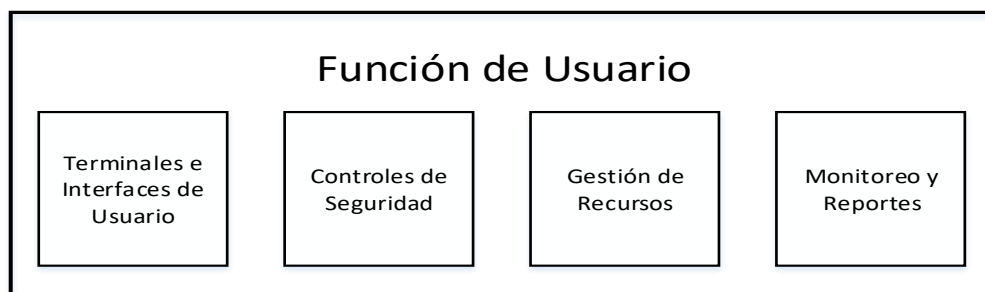 Función de Usuario
Terminales e
Interfaces de
Usuario
Controles de
Seguridad
Gestión de
Recursos
Monitoreo y
Reportes